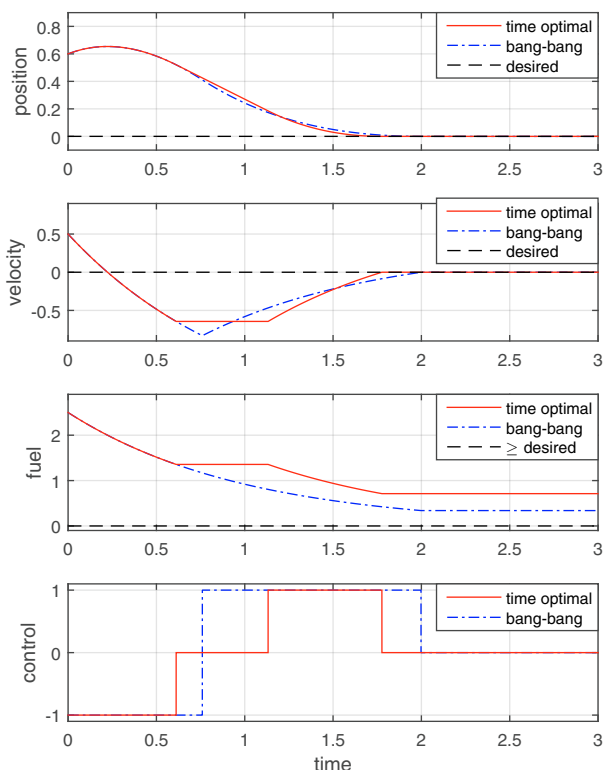 position
0.8
0.6
0.4
0.2
0
time optimal
bang-bang
desired
0 0.5 1 1.5 2 2.5 3
velocity
0.5
0
-0.5
time optimal
bang-bang
desired
0 0.5 1 1.5 2 2.5 3
fuel
2
1
0
time optimal
bang-bang
≥ desired
0 0.5 1 1.5 2 2.5 3
control
1
0
-1
time optimal
bang-bang
0 0.5 1 1.5 2 2.5 3
time